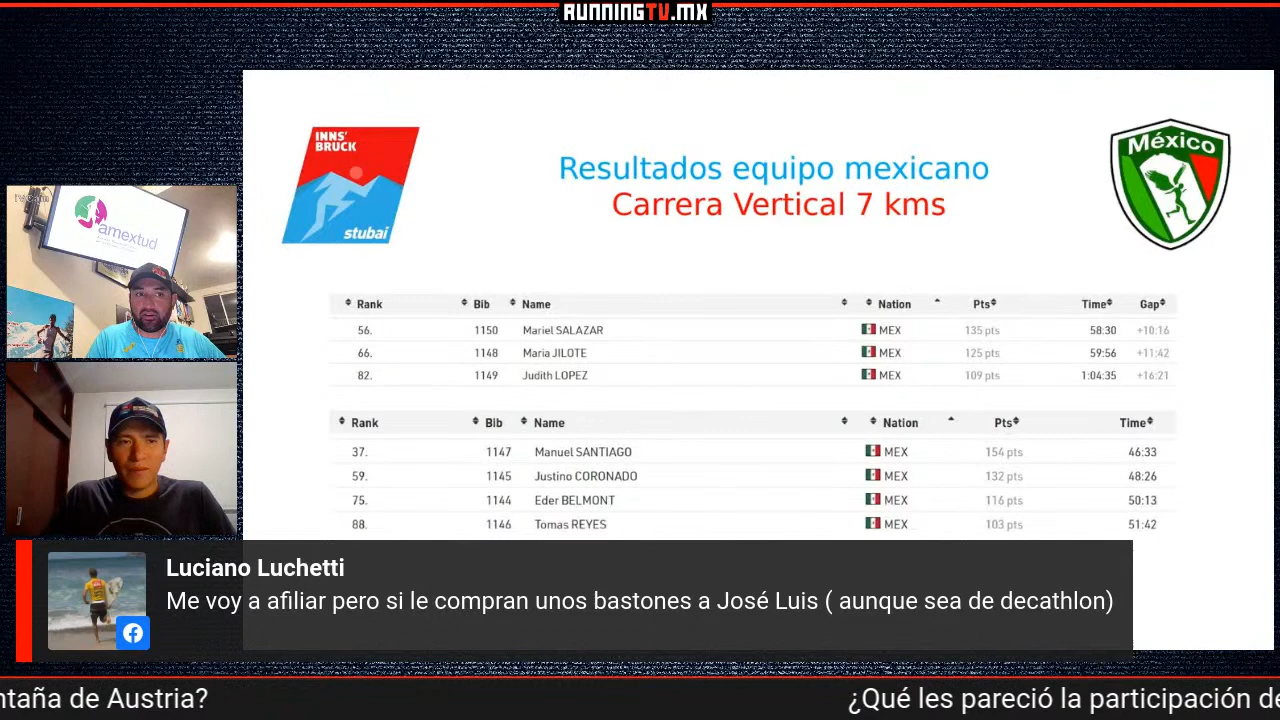 RUNNINGTV.MX
INNS'
BRUCK
stubai
Resultados equipo mexicano
Carrera Vertical 7 kms
México
amextud
Rank Bib Name Nation Pts Time Gap
56. 1150 Mariel SALAZAR MEX 135 pts 58:30 +10:16
66. 1148 Maria JILOTE MEX 125 pts 59:56 +11:42
82. 1149 Judith LOPEZ MEX 109 pts 1:04:35 +16:21
Rank Bib Name Nation Pts Time
37. 1147 Manuel SANTIAGO MEX 154 pts 46:33
59. 1145 Justino CORONADO MEX 132 pts 48:26
75. 1144 Eder BELMONT MEX 116 pts 50:13
88. 1146 Tomas REYES MEX 103 pts 51:42
Luciano Luchetti
Me voy a afiliar pero si le compran unos bastones a José Luis ( aunque sea de decathlon)
ntaña de Austria? ¿Qué les pareció la participación de